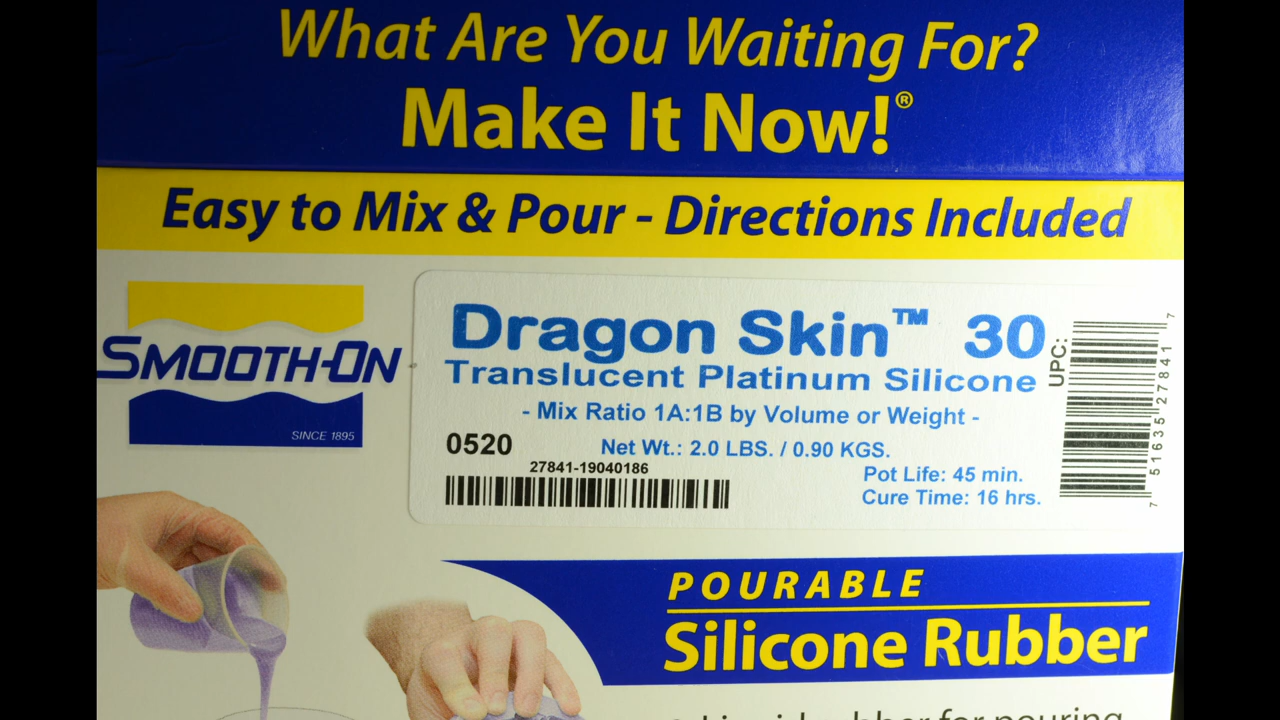 What Are You Waiting For?
Make It Now!®
Easy to Mix & Pour - Directions Included
SMOOTH-ON
SINCE 1895
Dragon Skin™ 30
Translucent Platinum Silicone
- Mix Ratio 1A:1B by Volume or Weight -
0520
Net Wt.: 2.0 LBS. / 0.90 KGS.
27841-19040186
Pot Life: 45 min.
Cure Time: 16 hrs.
UPC:
7 51635 27841 7
POURABLE
Silicone Rubber
rubber for pouring